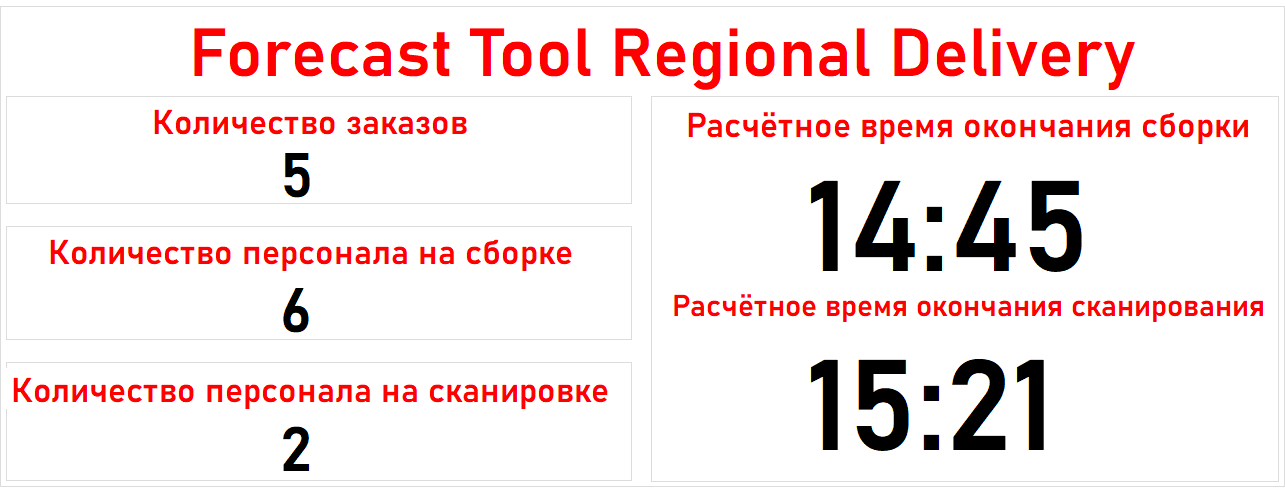 Forecast Tool Regional Delivery
Количество заказов
5
Количество персонала на сборке
6
Количество персонала на сканировке
2
Расчётное время окончания сборки
14:45
Расчётное время окончания сканирования
15:21